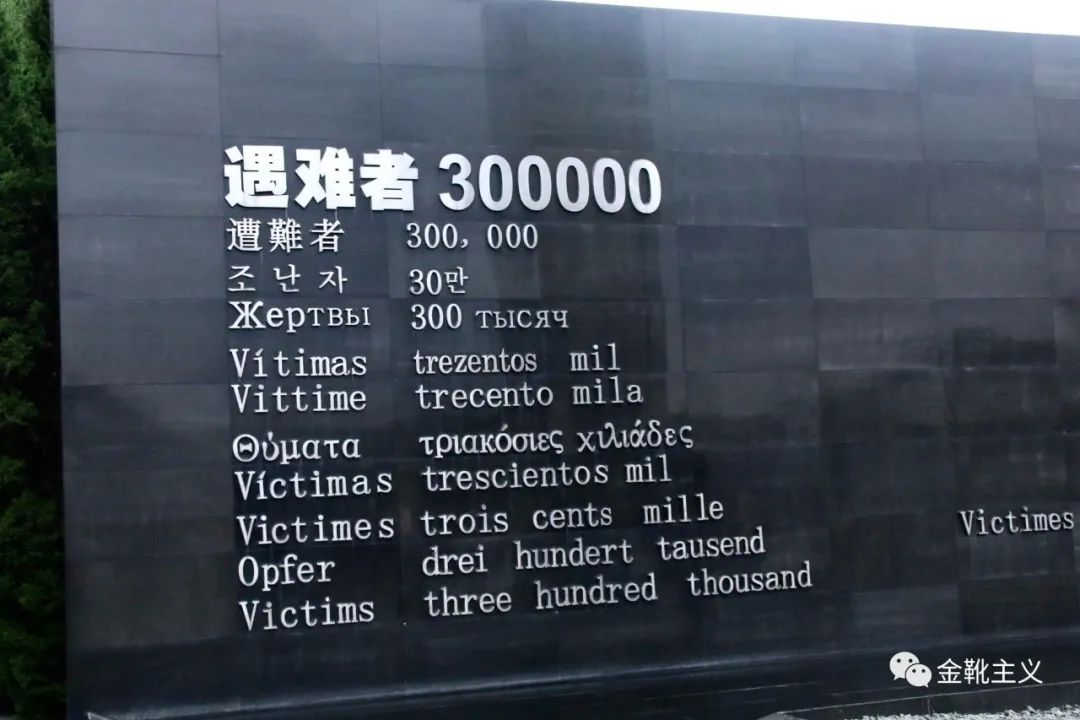 遇难者 300000
遭難者 300,000
조난자 30만
Жертвы 300 тысяч
Vítimas trezentos mil
Vittime trecento mila
Θύματα τριακόσιες χιλιάδες
Víctimas trescientos mil
Victimes trois cents mille
Opfer drei hundert tausend
Victims three hundred thousand
Victimes
金靴主义